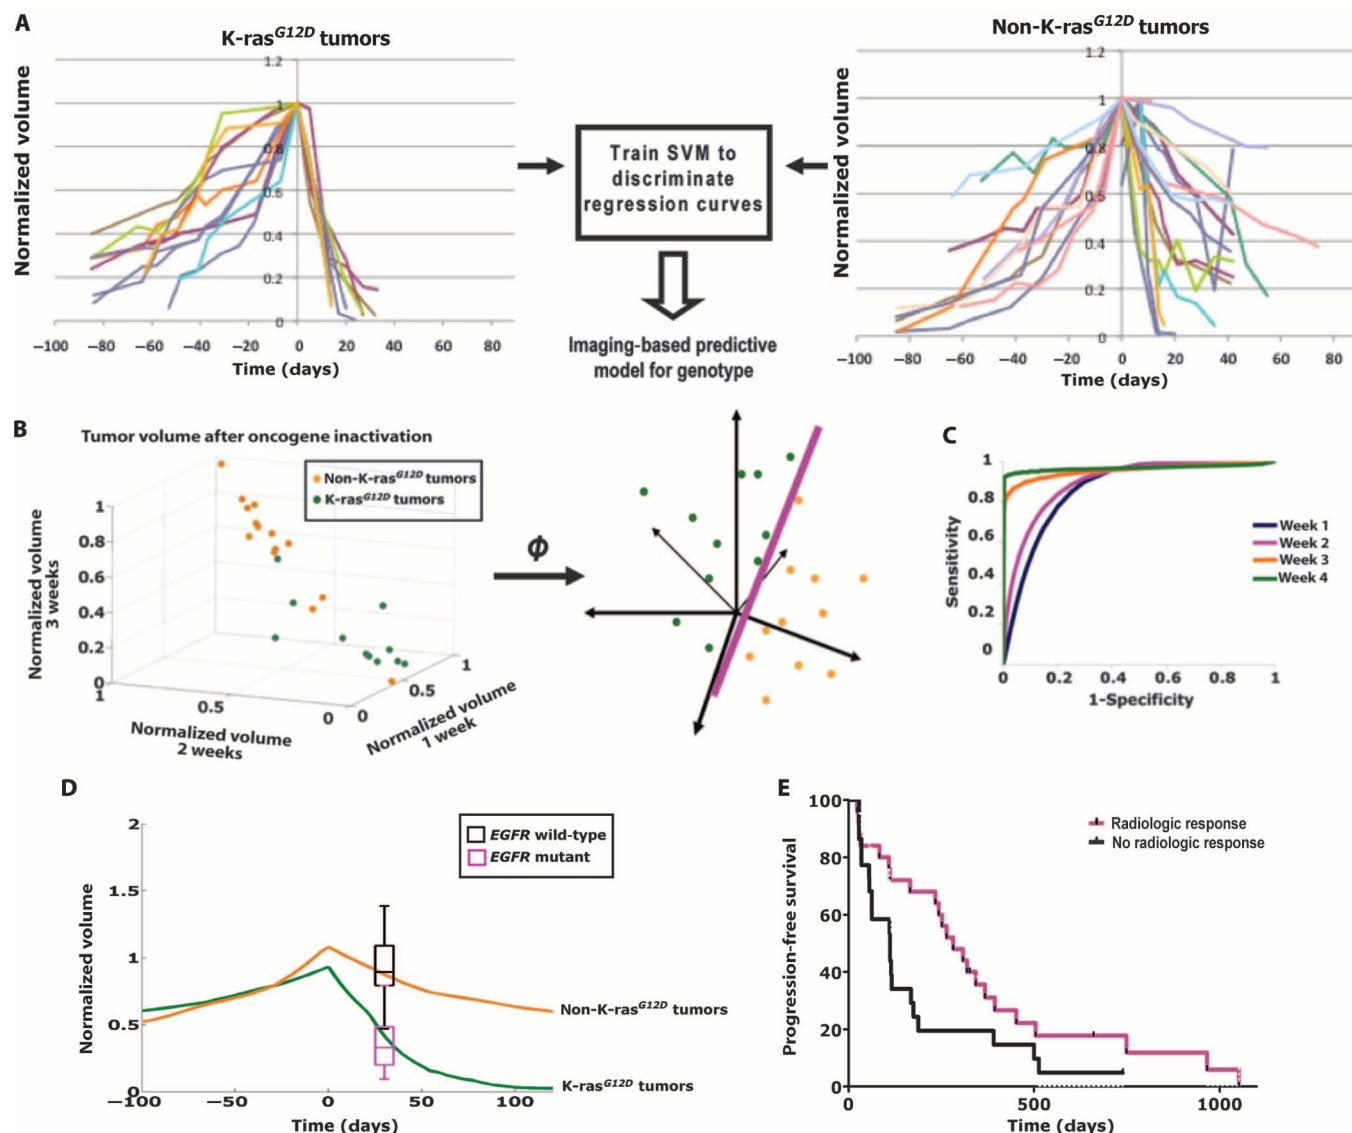 A
K-ras^G12D tumors
Normalized volume
1.2
1
0.8
0.6
0.4
0.2
0
−100 −80 −60 −40 −20 0 20 40 60 80
Time (days)
Train SVM to
discriminate
regression curves
Imaging-based predictive
model for genotype
Non-K-ras^G12D tumors
Normalized volume
1.2
1
0.8
0.6
0.4
0.2
0
−100 −80 −60 −40 −20 0 20 40 60 80
Time (days)
B
Tumor volume after oncogene inactivation
Non-K-ras^G12D tumors
K-ras^G12D tumors
Normalized volume
3 weeks
1
0.8
0.6
0.4
0.2
0
1 0.5 0
Normalized volume
2 weeks
0 0.5 1
Normalized volume
1 week
ϕ
C
Sensitivity
1
0.8
0.6
0.4
0.2
0
0 0.2 0.4 0.6 0.8 1
1-Specificity
Week 1
Week 2
Week 3
Week 4
D
Normalized volume
2
1.5
1
0.5
0
−100 −50 0 50 100
Time (days)
EGFR wild-type
EGFR mutant
Non-K-ras^G12D tumors
K-ras^G12D tumors
E
Progression-free survival
100
80
60
40
20
0
0 500 1000
Time (days)
Radiologic response
No radiologic response